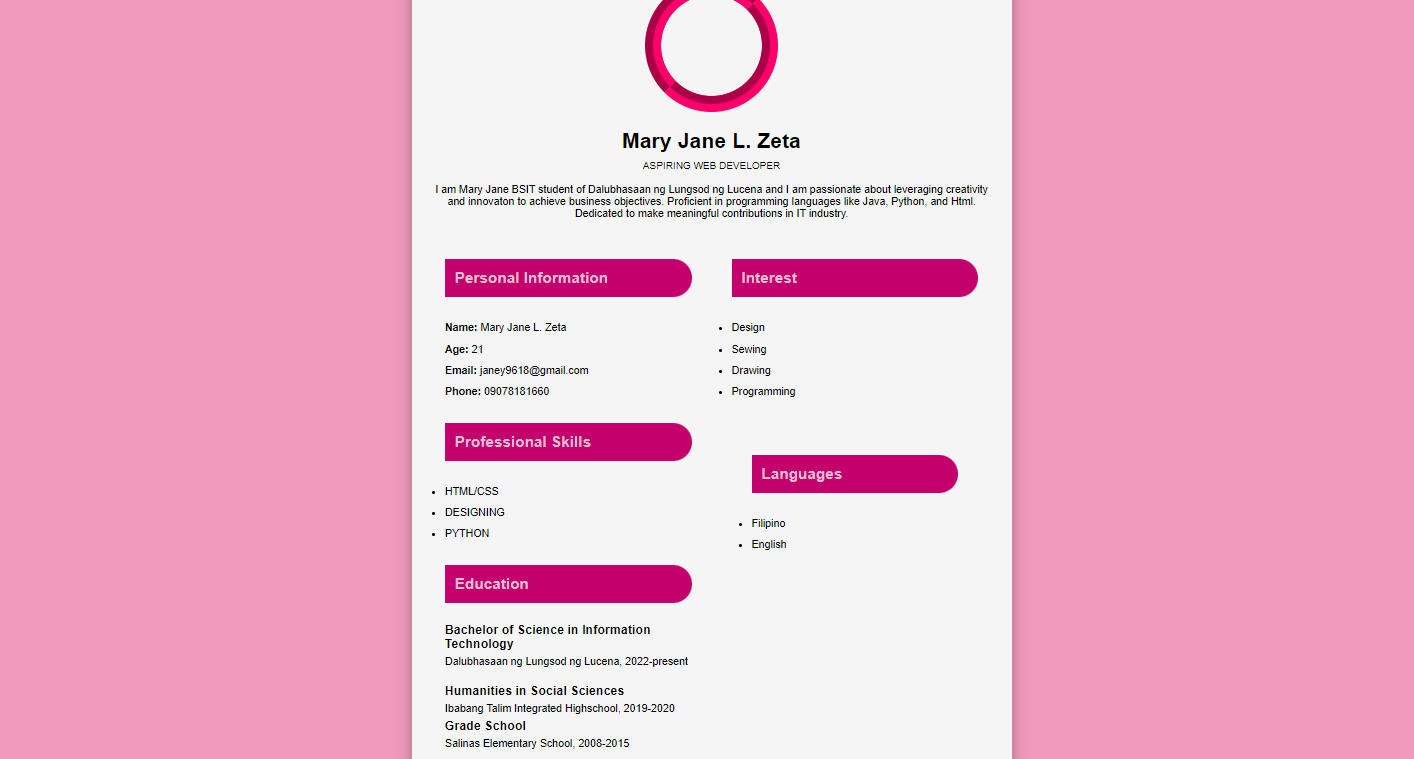 Mary Jane L. Zeta
ASPIRING WEB DEVELOPER
I am Mary Jane BSIT student of Dalubhasaan ng Lungsod ng Lucena and I am passionate about leveraging creativity
and innovaton to achieve business objectives. Proficient in programming languages like Java, Python, and Html.
Dedicated to make meaningful contributions in IT industry.
Personal Information
Name: Mary Jane L. Zeta
Age: 21
Email: janey9618@gmail.com
Phone: 09078181660
Professional Skills
HTML/CSS
DESIGNING
PYTHON
Education
Bachelor of Science in Information
Technology
Dalubhasaan ng Lungsod ng Lucena, 2022-present
Humanities in Social Sciences
Ibabang Talim Integrated Highschool, 2019-2020
Grade School
Salinas Elementary School, 2008-2015
Interest
Design
Sewing
Drawing
Programming
Languages
Filipino
English